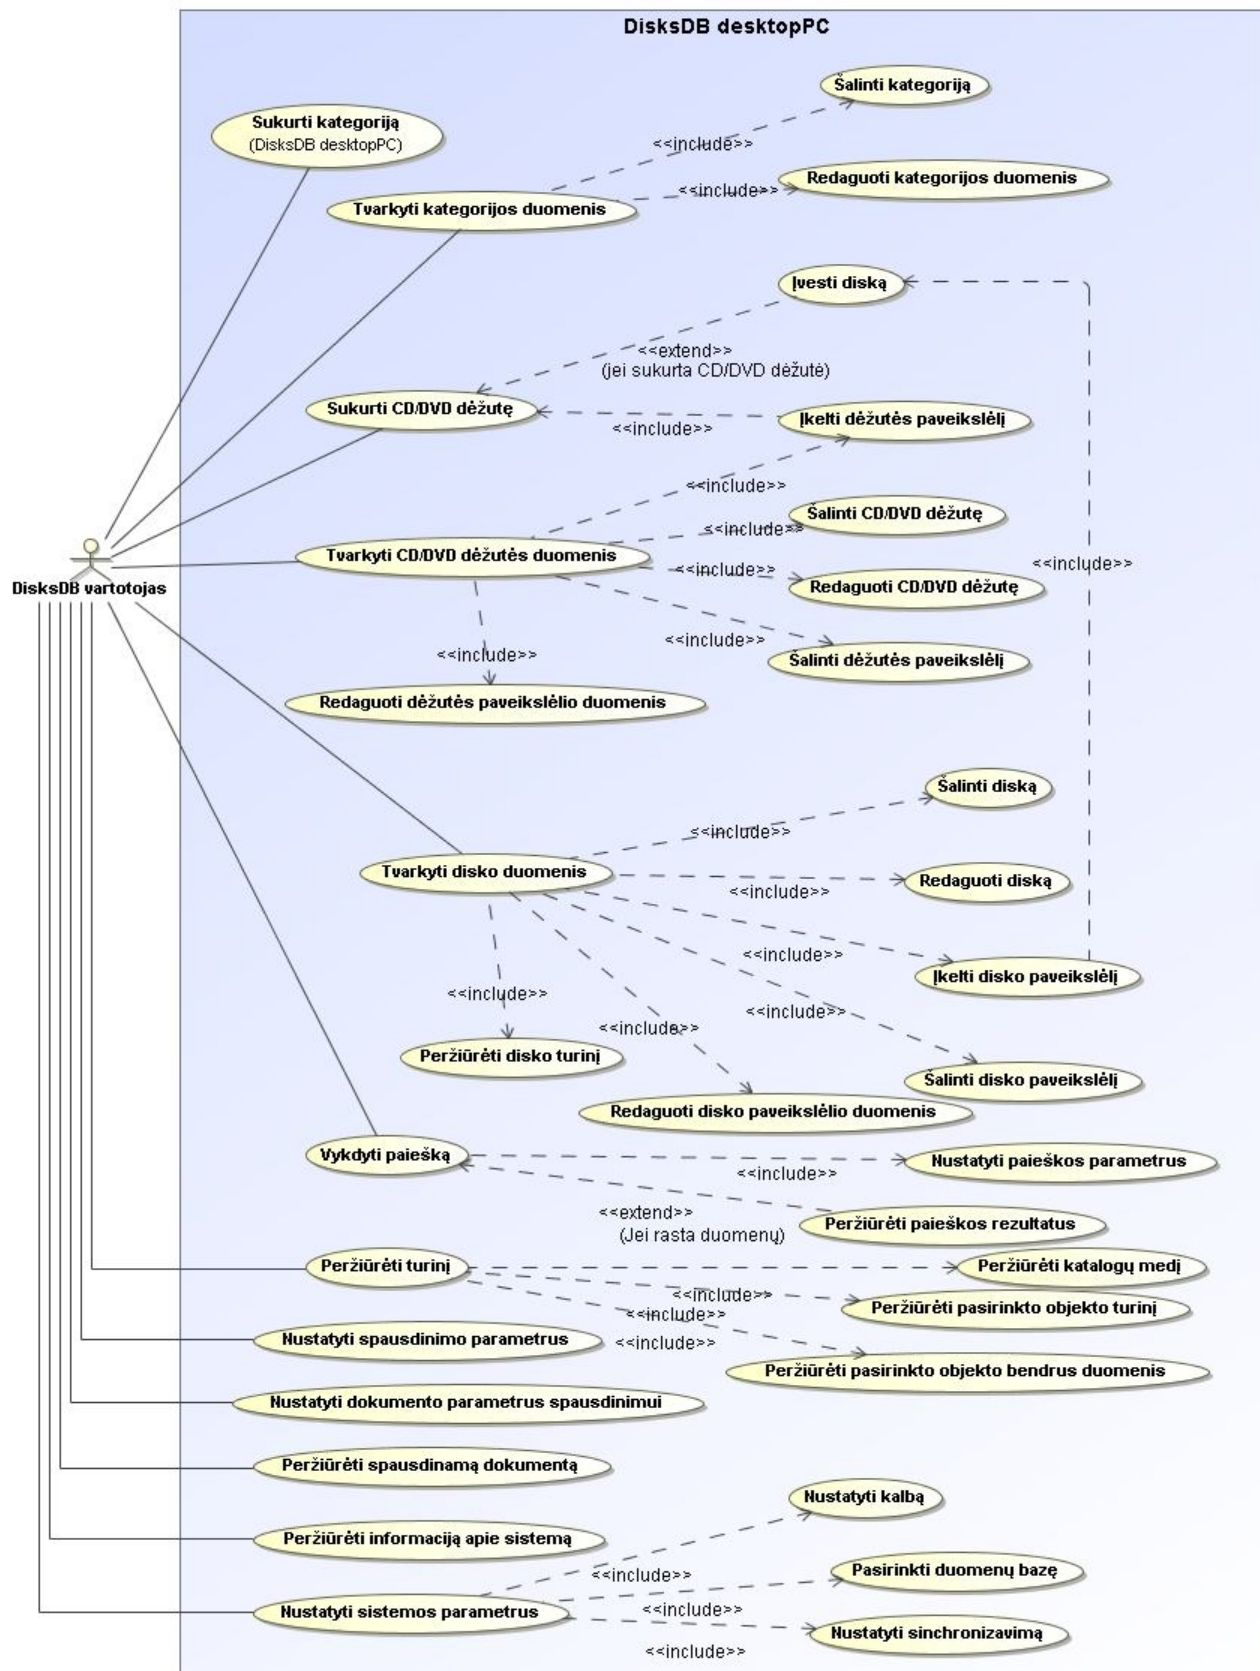 DisksDB desktopPC
Šalinti kategoriją
Sukurti kategoriją
(DisksDB desktopPC)
<<include>>
Redaguoti kategorijos duomenis
<<include>>
Tvarkyti kategorijos duomenis
Įvesti diską
<<extend>>
(jei sukurta CD/DVD dėžutė)
Sukurti CD/DVD dėžutę
Įkelti dėžutės paveikslėlį
<<include>>
<<include>>
Šalinti CD/DVD dėžutę
<<include>>
Tvarkyti CD/DVD dėžutės duomenis
<<include>>
<<include>>
Redaguoti CD/DVD dėžutę
DisksDB vartotojas
<<include>>
<<include>>
Šalinti dėžutės paveikslėlį
Redaguoti dėžutės paveikslėlio duomenis
Šalinti diską
<<include>>
Tvarkyti disko duomenis
Redaguoti diską
<<include>>
<<include>>
Įkelti disko paveikslėlį
<<include>>
<<include>>
<<include>>
Peržiūrėti disko turinį
Šalinti disko paveikslėlį
Redaguoti disko paveikslėlio duomenis
Vykdyti paiešką
Nustatyti paieškos parametrus
<<include>>
<<extend>>
(Jei rasta duomenų)
Peržiūrėti paieškos rezultatus
Peržiūrėti turinį
Peržiūrėti katalogų medį
<<include>>
Peržiūrėti pasirinkto objekto turinį
<<include>>
Nustatyti spausdinimo parametrus
<<include>>
Peržiūrėti pasirinkto objekto bendrus duomenis
Nustatyti dokumento parametrus spausdinimui
Peržiūrėti spausdinamą dokumentą
Nustatyti kalbą
Peržiūrėti informaciją apie sistemą
<<include>>
Pasirinkti duomenų bazę
Nustatyti sistemos parametrus
<<include>>
Nustatyti sinchronizavimą
<<include>>